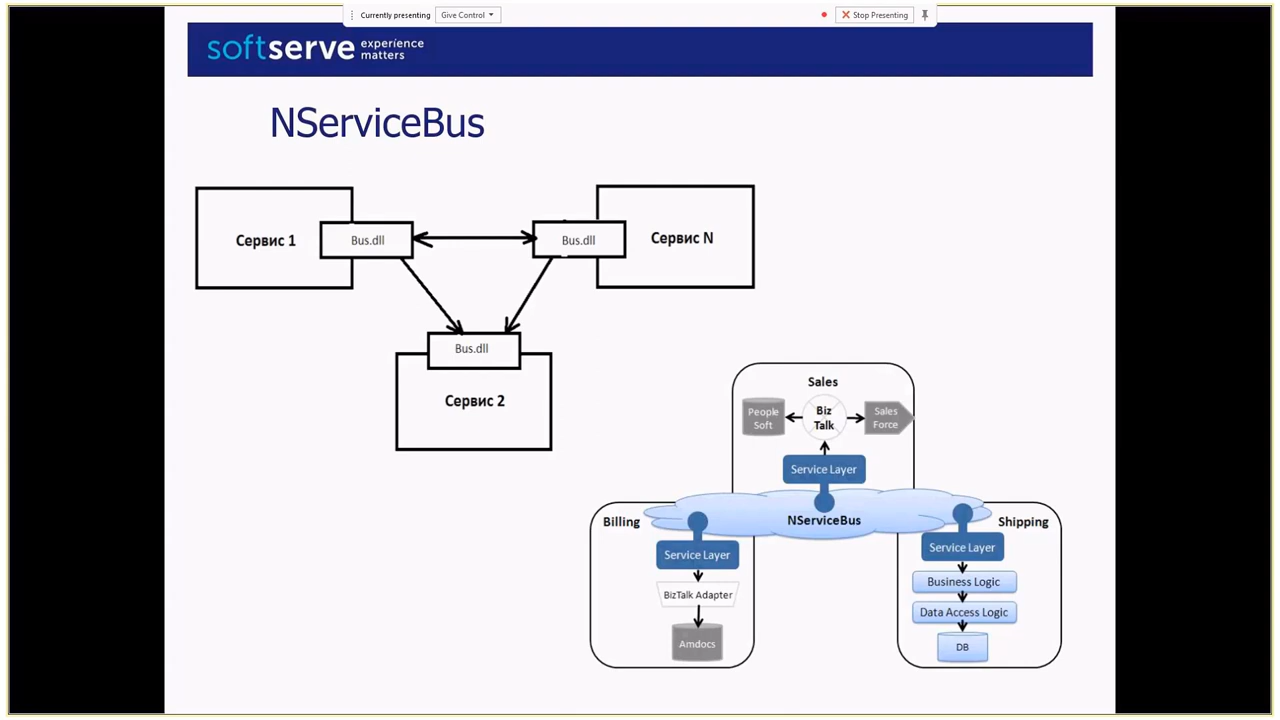 Currently presenting
Give Control
Stop Presenting
softserve experience
matters
NServiceBus
Сервис 1
Bus.dll
Bus.dll
Сервис N
Bus.dll
Сервис 2
Sales
People
Soft
Biz
Talk
Sales
Force
Service Layer
NServiceBus
Billing
Service Layer
BizTalk Adapter
Amdocs
Shipping
Service Layer
Business Logic
Data Access Logic
DB